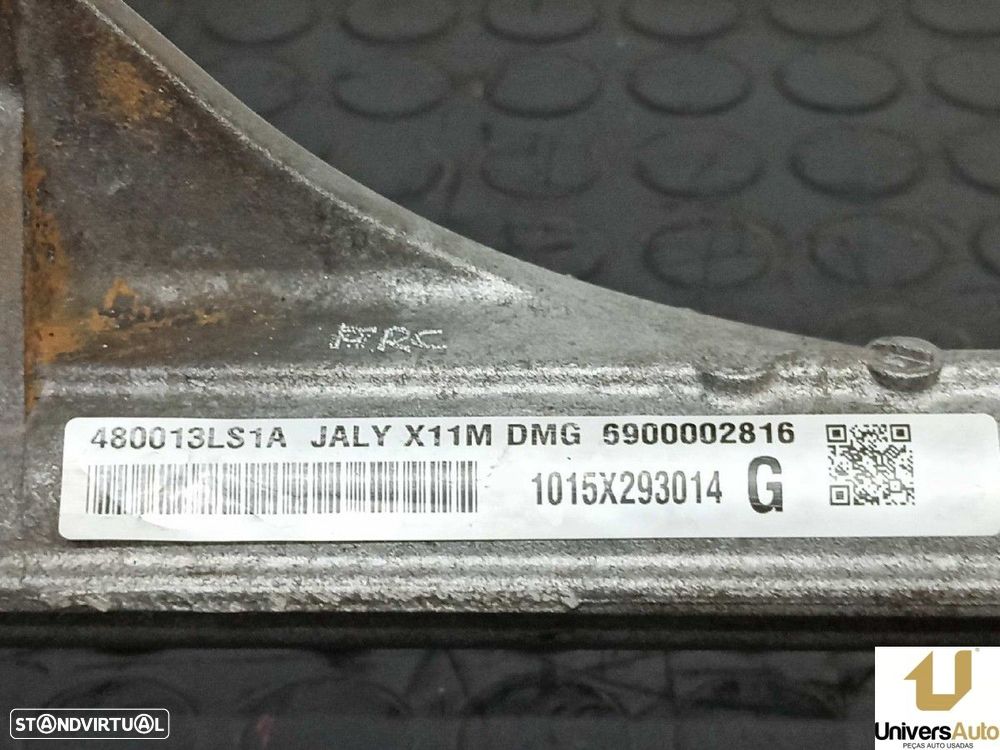 FRC
480013LS1A JALY X11M DMG 6900002816
1015X293014 G
STANDVIRTUAL
UniversAuto
PEÇAS AUTO USADAS